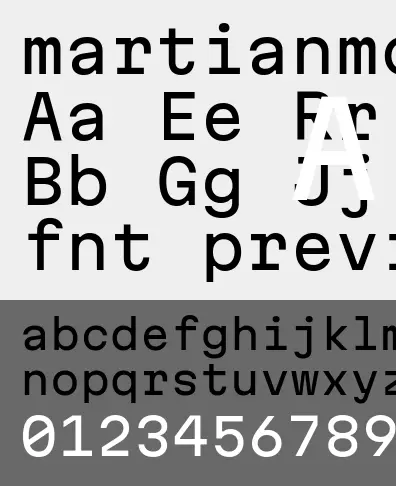 martianmo
Aa Ee Rr
A
Bb Gg Jj
fnt previ
abcdefghijklm
nopqrstuvwxyz
0123456789